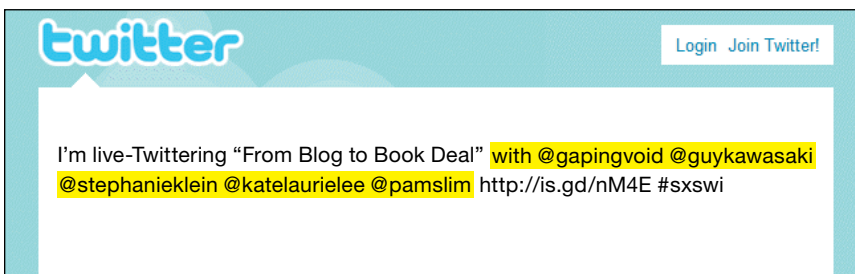 twitter
Login Join Twitter!
I'm live-Twittering “From Blog to Book Deal” with @gapingvoid @guykawasaki
@stephanieklein @katelaurielee @pamslim http://is.gd/nM4E #sxswi